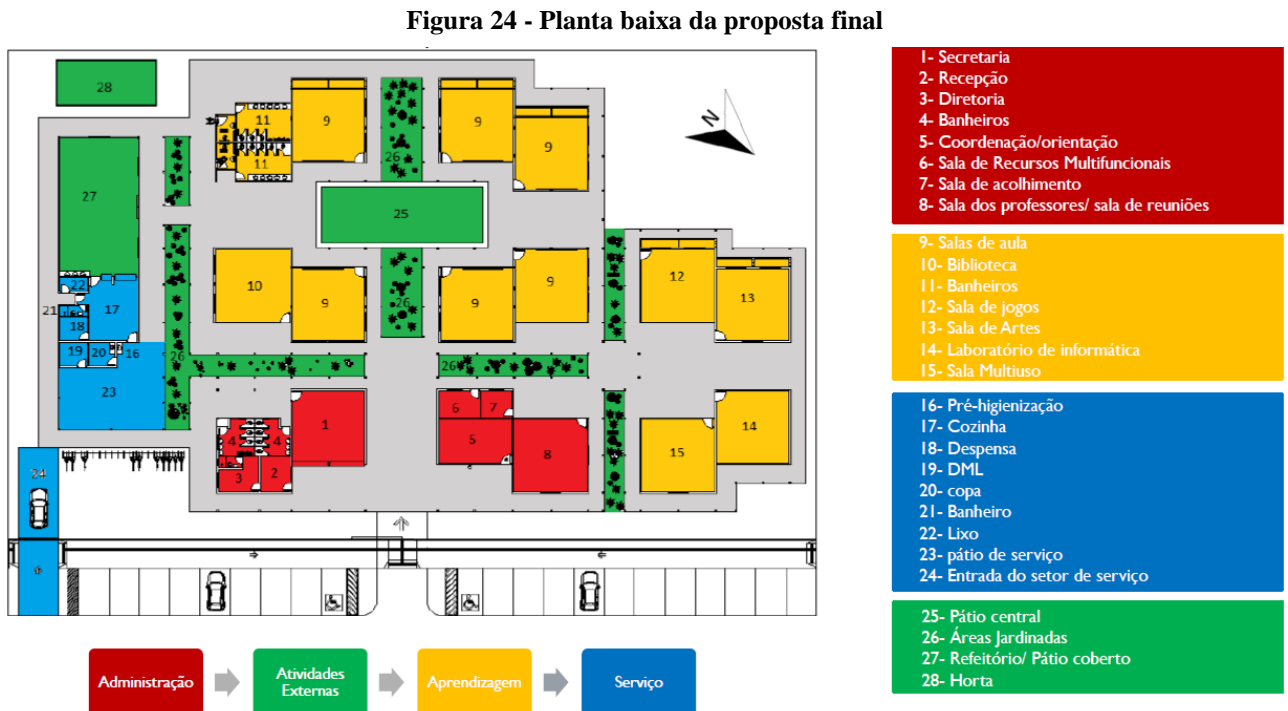 Figura 24 - Planta baixa da proposta final
28
11
9
9
9
N
11
26
27
25
10
9
9
9
12
13
22
21
17
18
26
19
20
16
26
26
23
1
6
7
4
4
5
8
14
15
3
2
24
1- Secretaria
2- Recepção
3- Diretoria
4- Banheiros
5- Coordenação/orientação
6- Sala de Recursos Multifuncionais
7- Sala de acolhimento
8- Sala dos professores/ sala de reuniões
9- Salas de aula
10- Biblioteca
11- Banheiros
12- Sala de jogos
13- Sala de Artes
14- Laboratório de informática
15- Sala Multiuso
16- Pré-higienização
17- Cozinha
18- Despensa
19- DML
20- copa
21- Banheiro
22- Lixo
23- pátio de serviço
24- Entrada do setor de serviço
25- Pátio central
26- Áreas Jardinadas
27- Refeitório/ Pátio coberto
28- Horta
Administração
Atividades
Externas
Aprendizagem
Serviço